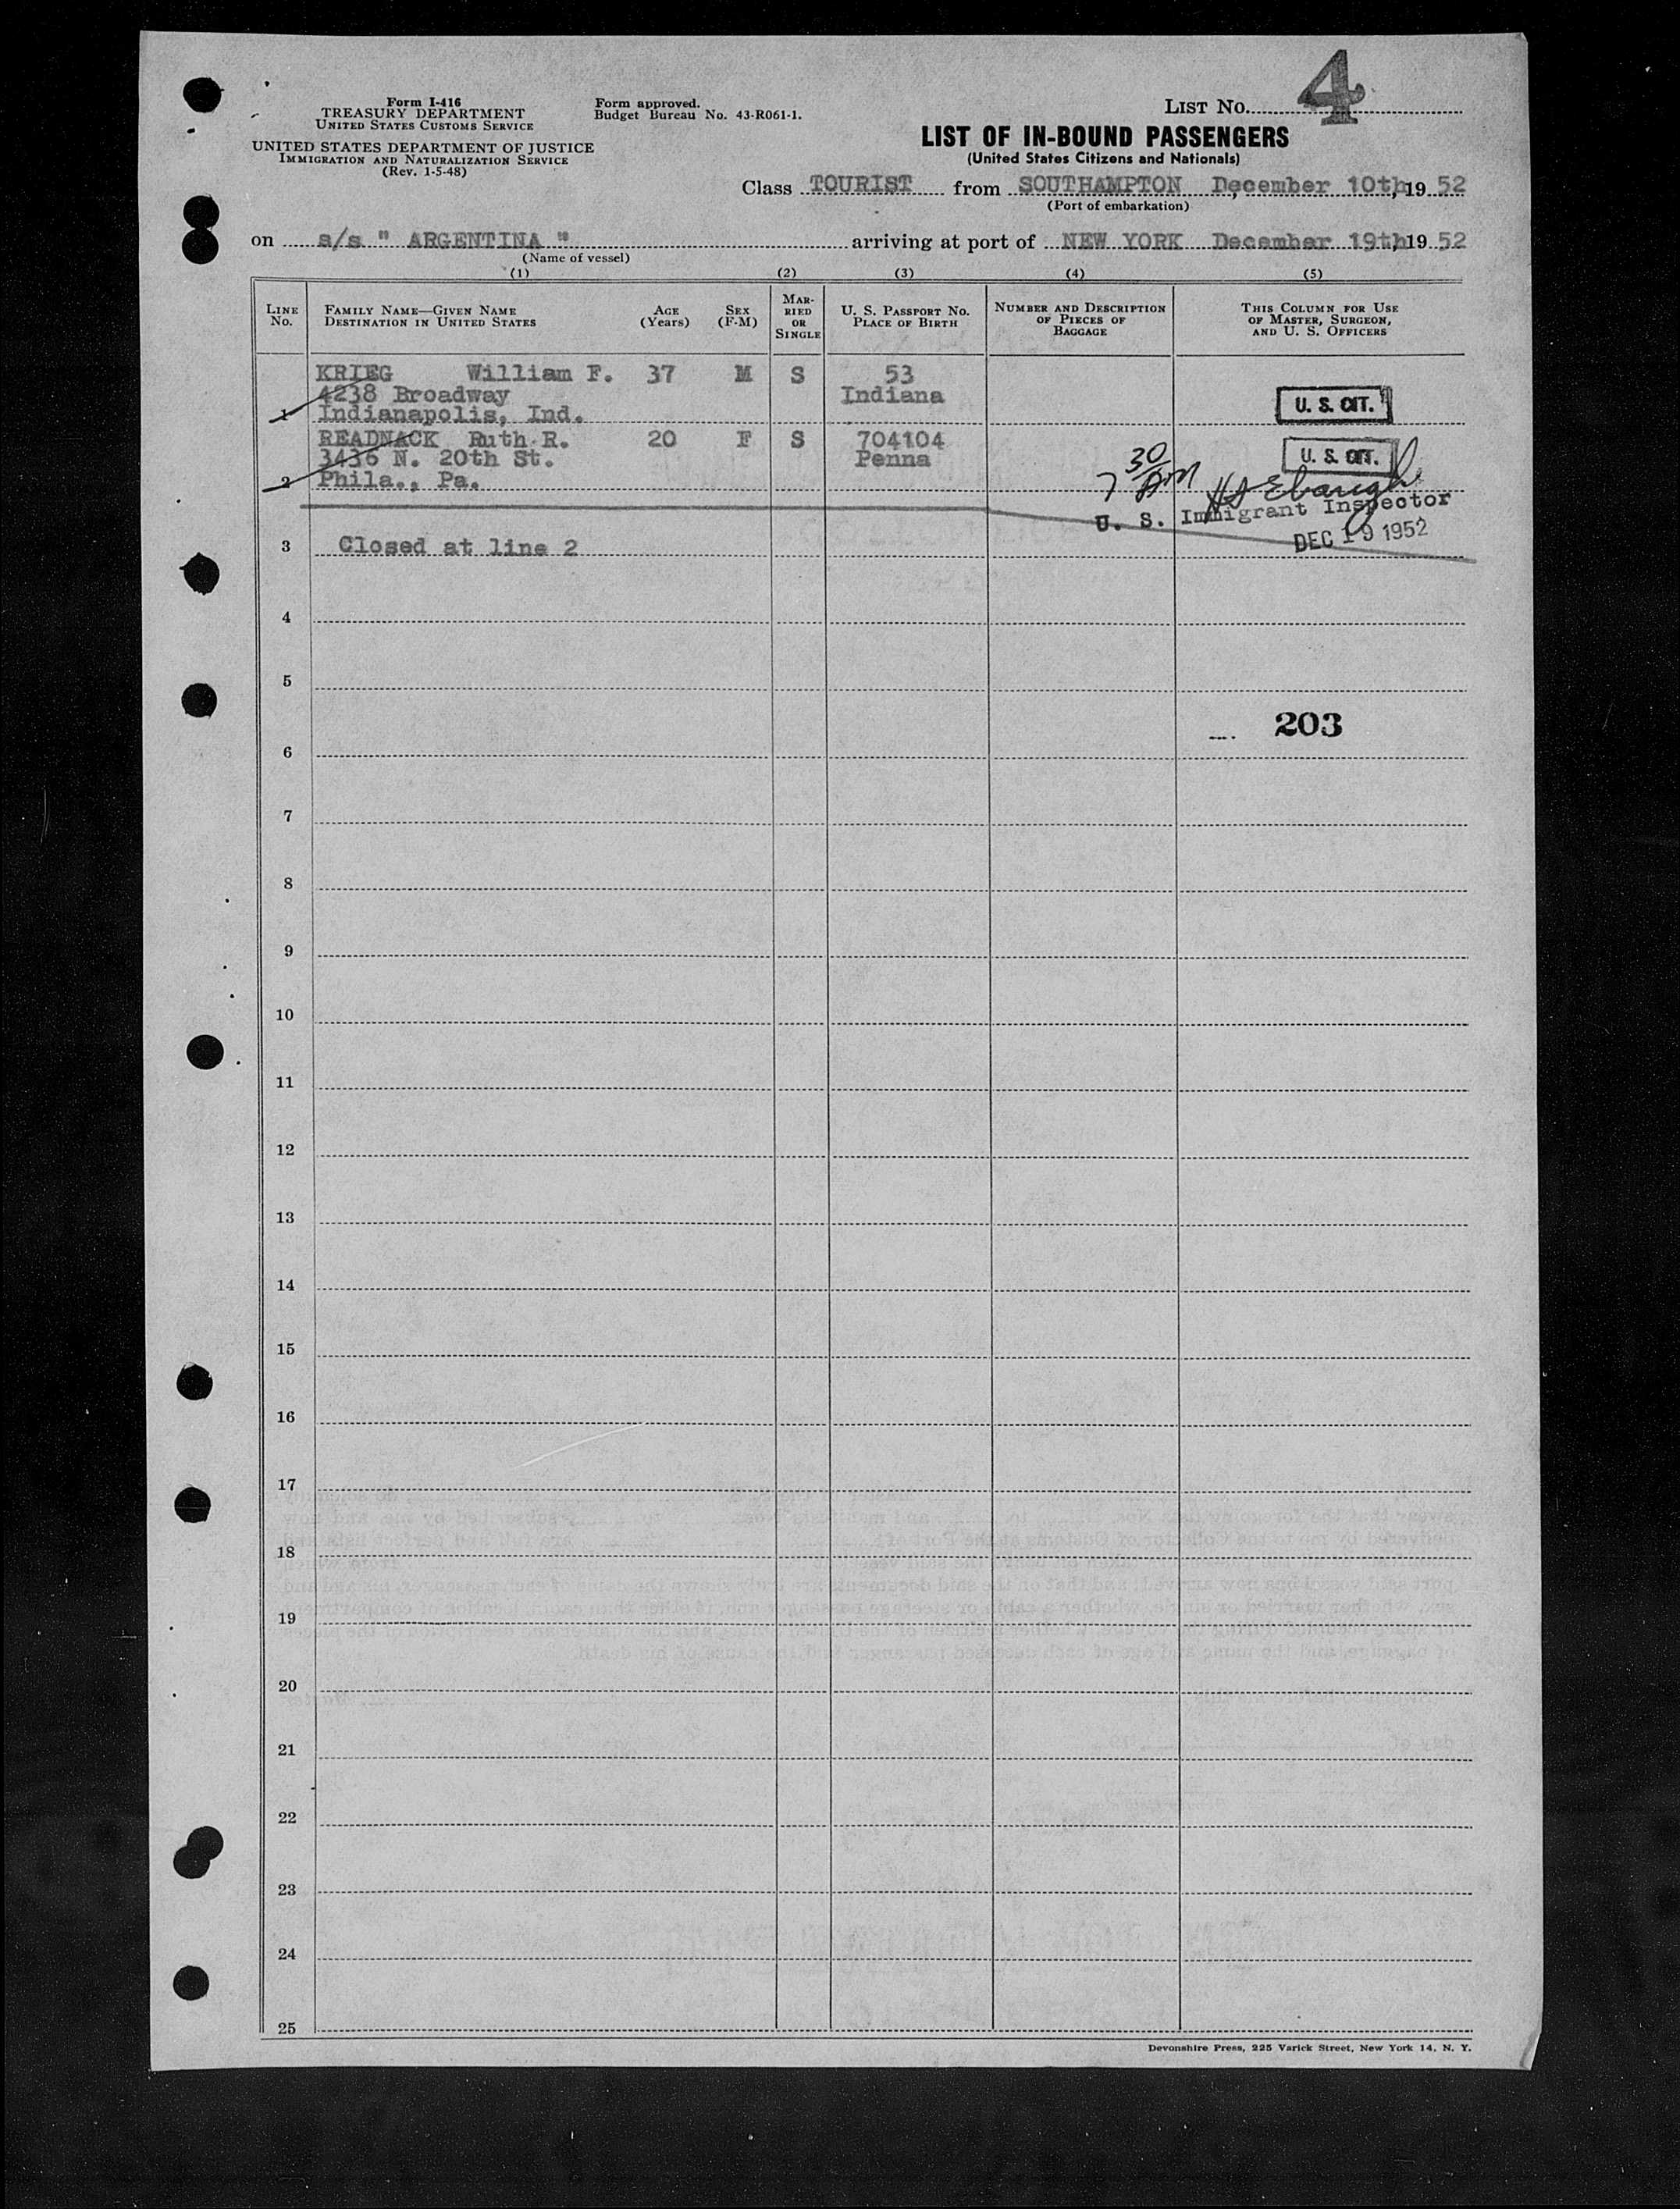 Form I-416
TREASURY DEPARTMENT
UNITED STATES CUSTOMS SERVICE
UNITED STATES DEPARTMENT OF JUSTICE
IMMIGRATION AND NATURALIZATION SERVICE
(Rev. 1-5-48)
Form approved.
Budget Bureau No. 43-R061-1.
LIST No. 4
LIST OF IN-BOUND PASSENGERS
(United States Citizens and Nationals)
Class TOURIST from SOUTHAMPTON December 10th, 19 52
(Port of embarkation)
on s/s " ARGENTINA " arriving at port of NEW YORK December 19th, 19 52
(Name of vessel)
(1) (2) (3) (4) (5)
LINE No. FAMILY NAME—GIVEN NAME DESTINATION IN UNITED STATES AGE (Years) SEX (F-M) MARRIED OR SINGLE U. S. PASSPORT No. PLACE OF BIRTH NUMBER AND DESCRIPTION OF PIECES OF BAGGAGE THIS COLUMN FOR USE OF MASTER, SURGEON, AND U. S. OFFICERS
KRIEG William F. 37 M S 53
4238 Broadway Indiana
1 Indianapolis, Ind. U. S. CIT.
READNACK Ruth R. 20 F S 704104
3436 N. 20th St. Penna U. S. CIT.
2 Phila., Pa. 7 30 AM H S Ebaugh
U. S. Immigrant Inspector
3 Closed at line 2 DEC 19 1952
4
5
203
6
7
8
9
10
11
12
13
14
15
16
17
18
19
20
21
22
23
24
25
Devonshire Press, 225 Varick Street, New York 14, N. Y.